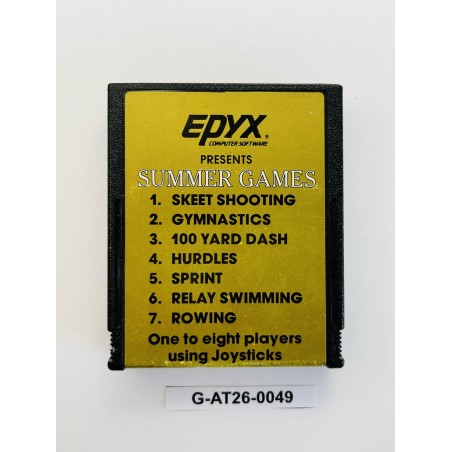 EPYX®
COMPUTER SOFTWARE
PRESENTS
SUMMER GAMES
1. SKEET SHOOTING
2. GYMNASTICS
3. 100 YARD DASH
4. HURDLES
5. SPRINT
6. RELAY SWIMMING
7. ROWING
One to eight players
using Joysticks
G-AT26-0049